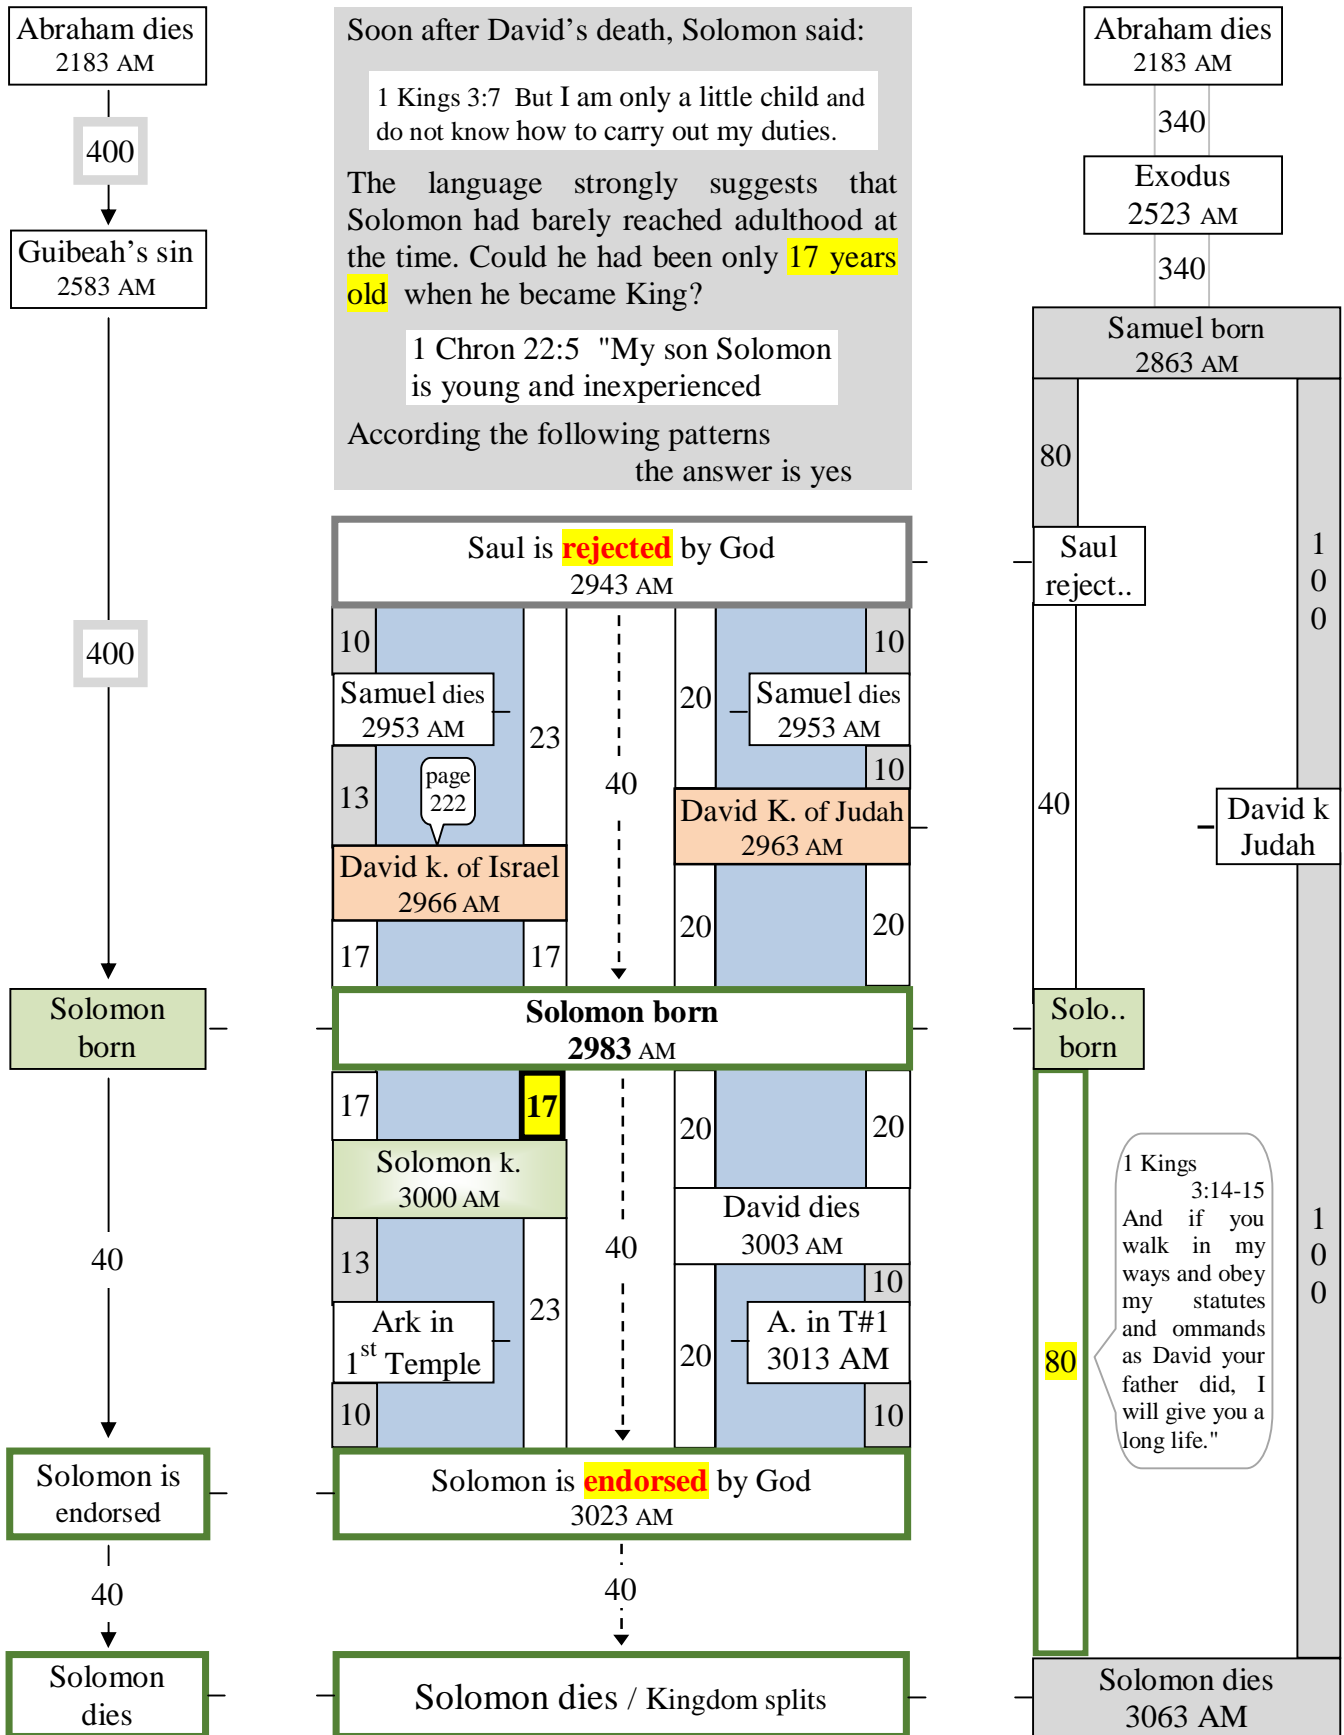 Abraham dies
2183 AM
400
Guibeah's sin
2583 AM
400
Solomon
born
40
Solomon is
endorsed
40
Solomon
dies
Soon after David's death, Solomon said:
1 Kings 3:7 But I am only a little child and
do not know how to carry out my duties.
The language strongly suggests that
Solomon had barely reached adulthood at
the time. Could he had been only 17 years
old when he became King?
1 Chron 22:5 "My son Solomon
is young and inexperienced
According the following patterns
the answer is yes
Saul is rejected by God
2943 AM
10
Samuel dies
2953 AM
13
23
page
222
David k. of Israel
2966 AM
17
17
40
20
10
Samuel dies
2953 AM
10
David K. of Judah
2963 AM
20
20
Solomon born
2983 AM
17
17
Solomon k.
3000 AM
13
23
Ark in
1st Temple
10
40
20
20
David dies
3003 AM
20
10
A. in T#1
3013 AM
10
Solomon is endorsed by God
3023 AM
40
Solomon dies / Kingdom splits
Abraham dies
2183 AM
340
Exodus
2523 AM
340
Samuel born
2863 AM
80
Saul
reject..
1
0
0
40
David k
Judah
Solo..
born
80
1 Kings
3:14-15
And if you
walk in my
ways and obey
my statutes
and ommands
as David your
father did, I
will give you a
long life."
1
0
0
Solomon dies
3063 AM